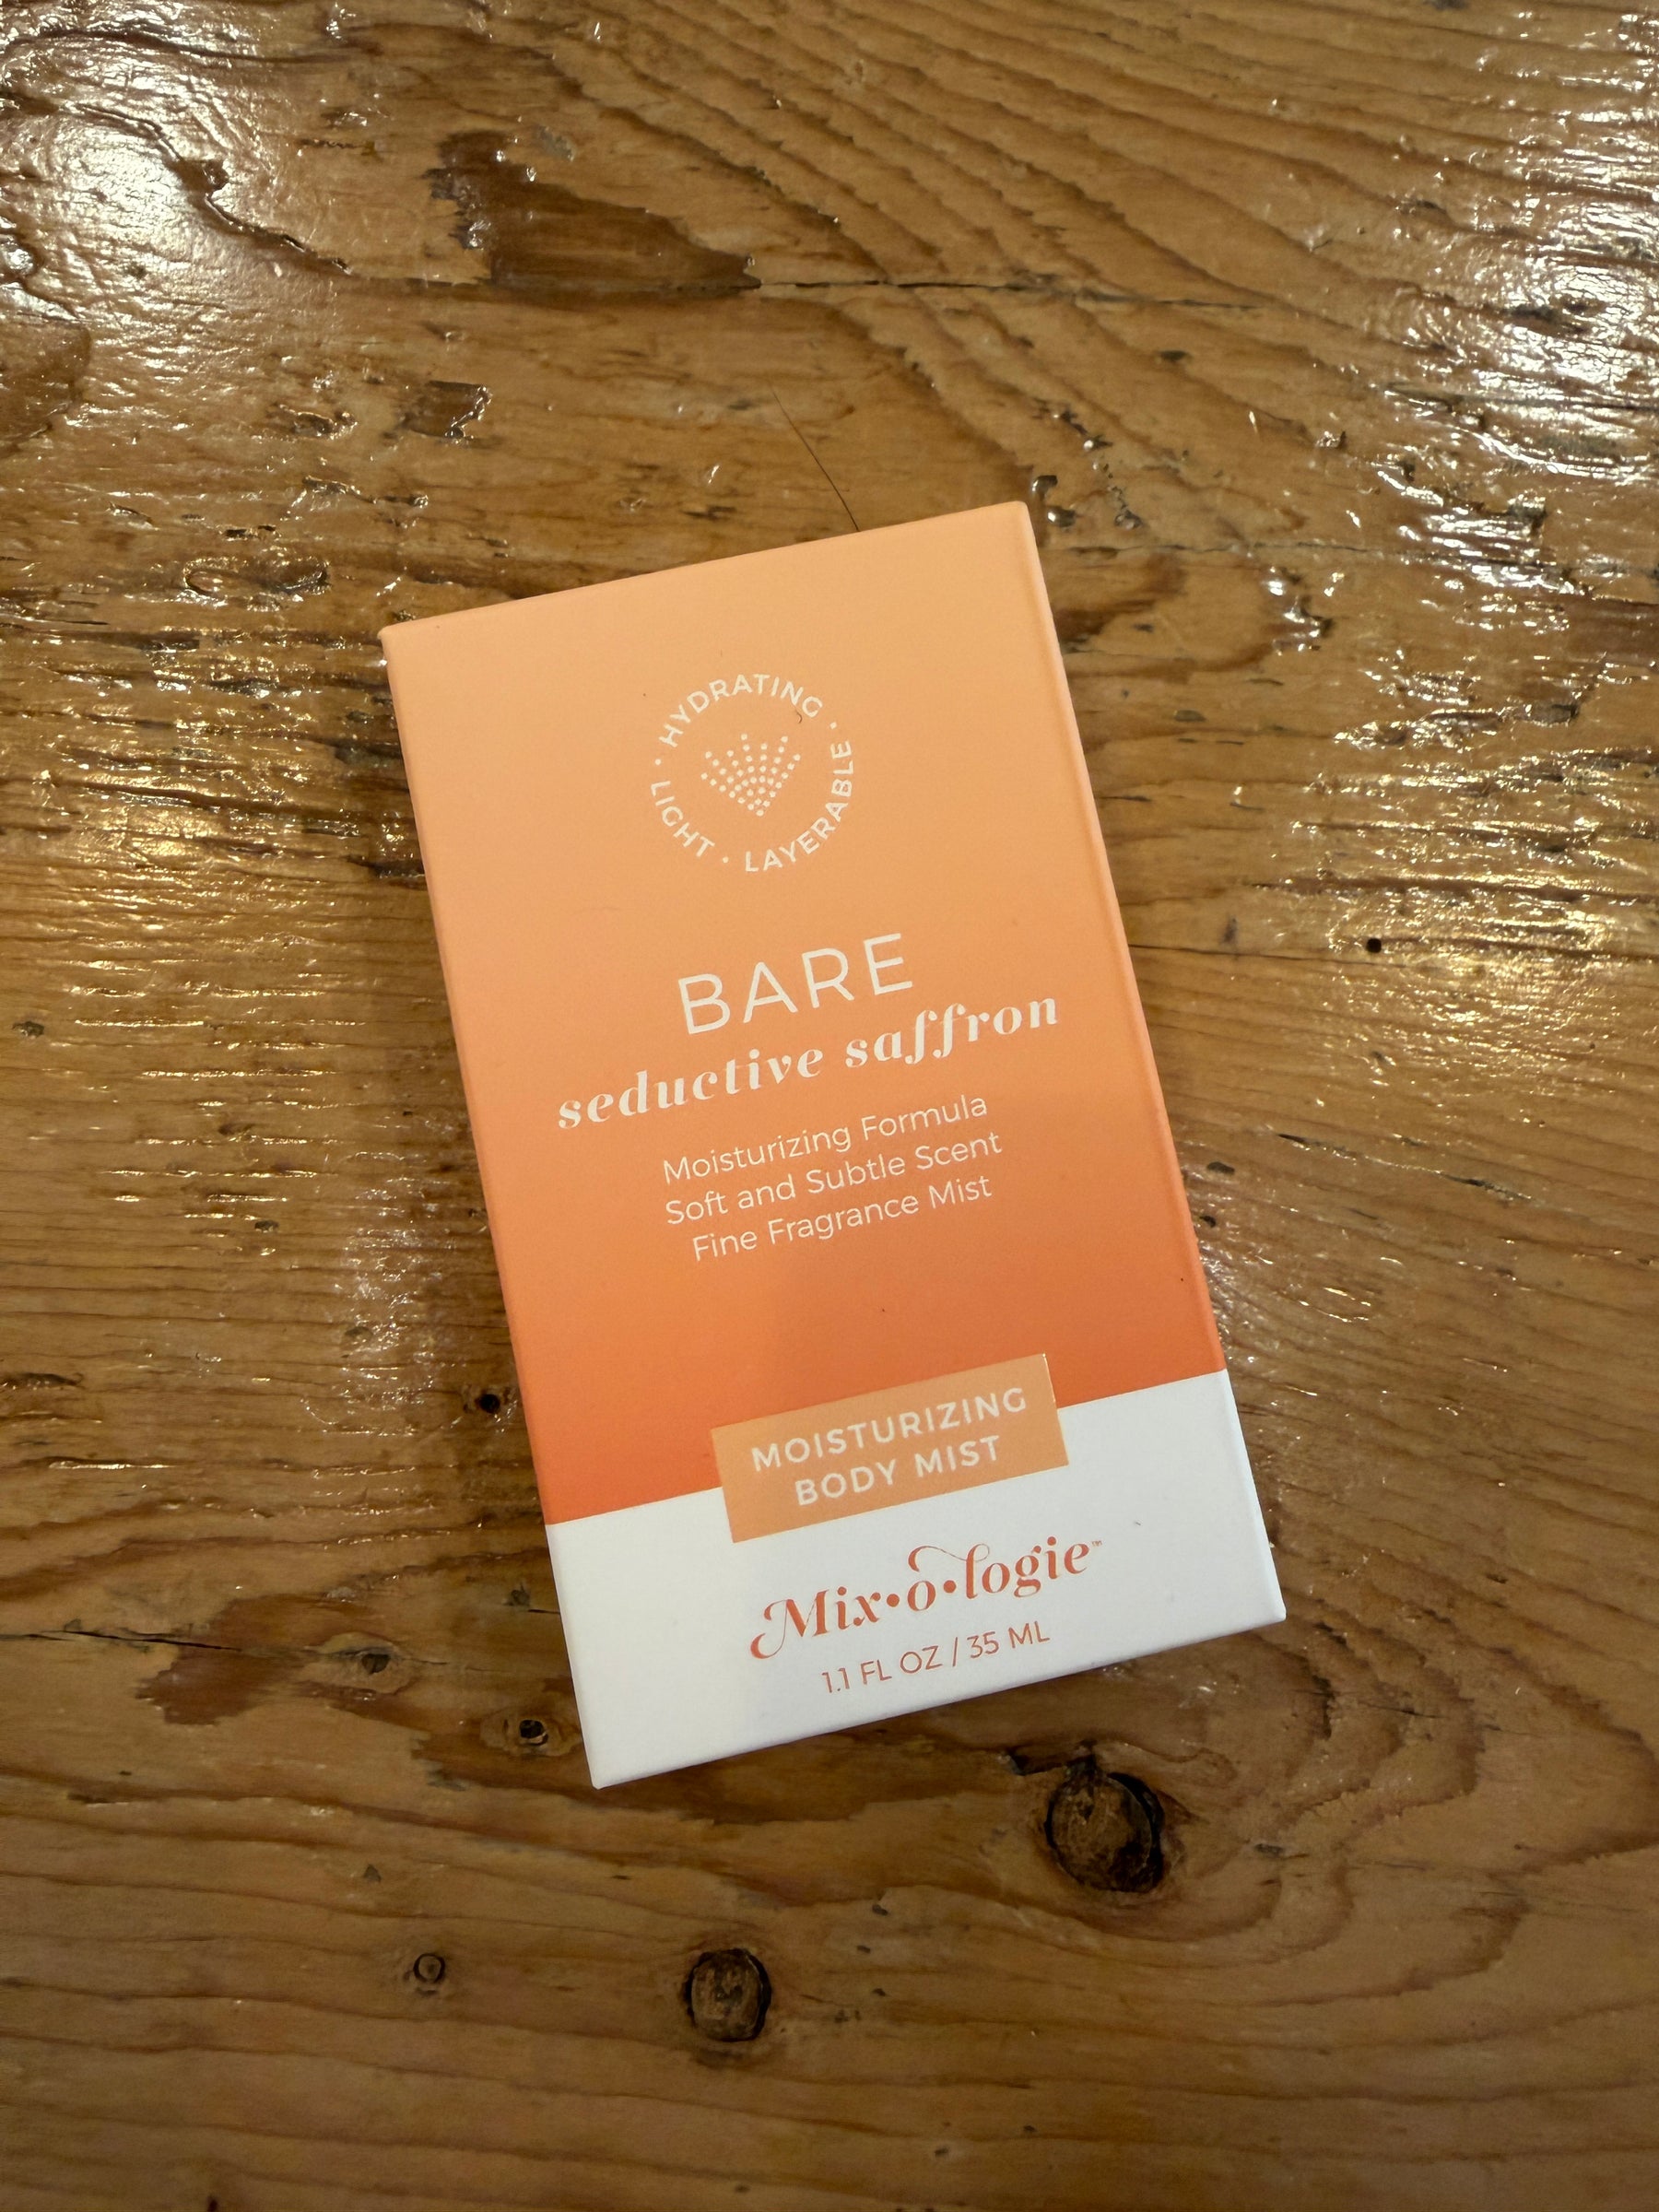 HYDRATING · LAYERABLE · LIGHT ·
BARE
seductive saffron
Moisturizing Formula
Soft and Subtle Scent
Fine Fragrance Mist
MOISTURIZING
BODY MIST
Mix•o•logie™
1.1 FL OZ / 35 ML